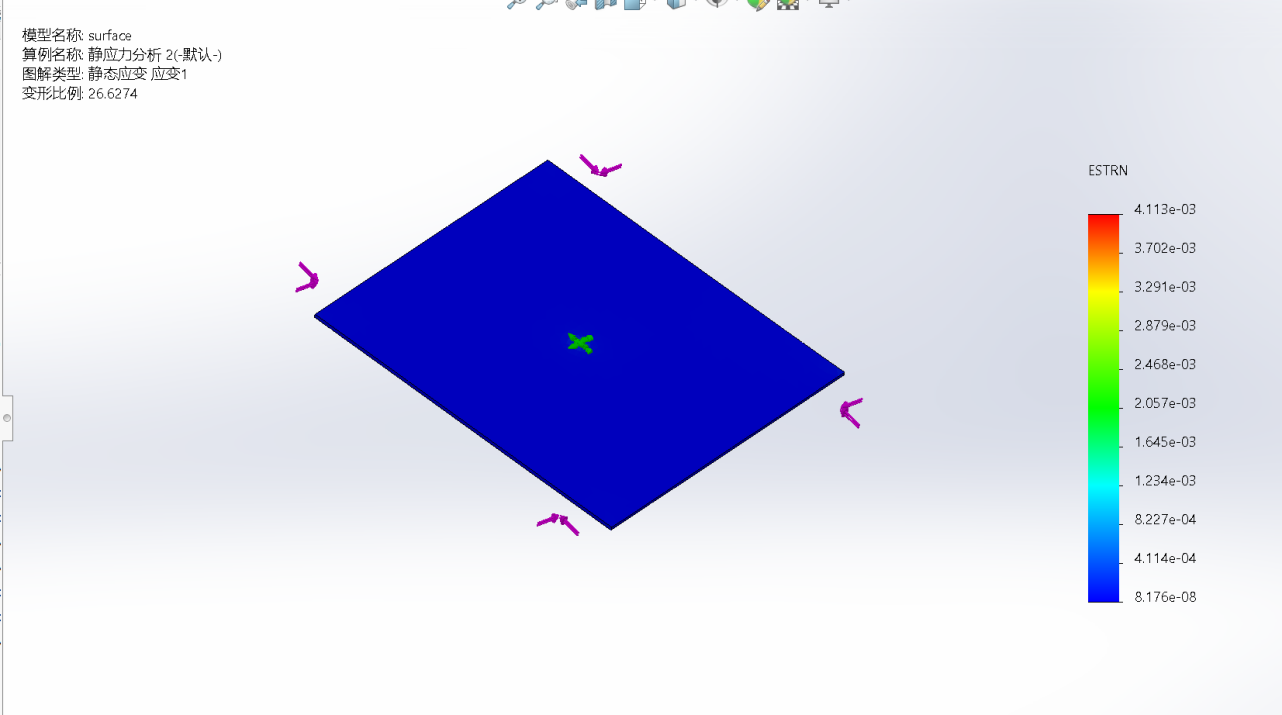 模型名称: surface
算例名称: 静应力分析 2(-默认-)
图解类型: 静态应变 应变1
变形比例: 26.6274
ESTRN
4.113e-03
3.702e-03
3.291e-03
2.879e-03
2.468e-03
2.057e-03
1.645e-03
1.234e-03
8.227e-04
4.114e-04
8.176e-08